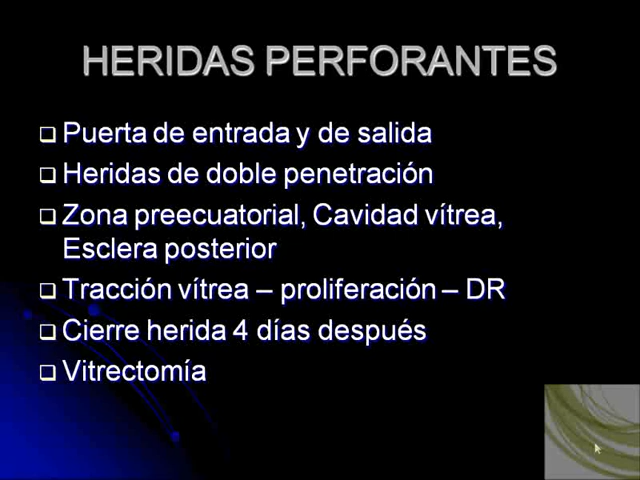 HERIDAS PERFORANTES
Puerta de entrada y de salida
Heridas de doble penetración
Zona preecuatorial, Cavidad vítrea,
Esclera posterior
Tracción vítrea – proliferación – DR
Cierre herida 4 días después
Vitrectomía